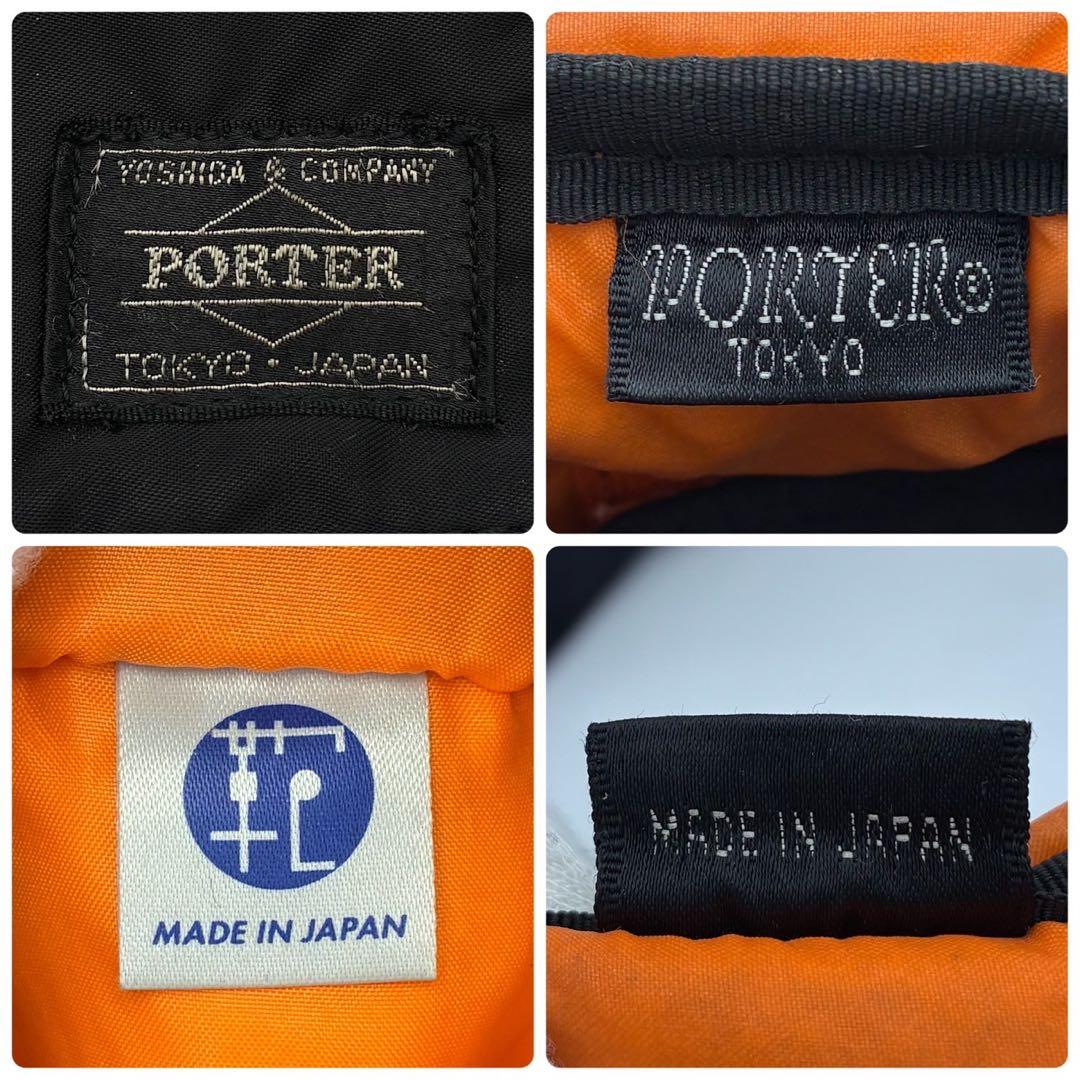 YOSHIDA & COMPANY
PORTER
TOKYO・JAPAN
PORTER®
TOKYO
MADE IN JAPAN
MADE IN JAPAN